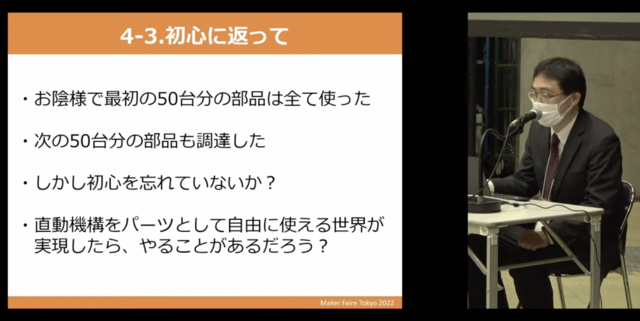 4-3.初心に返って
・お陰様で最初の50台分の部品は全て使った
・次の50台分の部品も調達した
・しかし初心を忘れていないか？
・直動機構をパーツとして自由に使える世界が
実現したら、やることがあるだろう？
Maker Faire Tokyo 2022